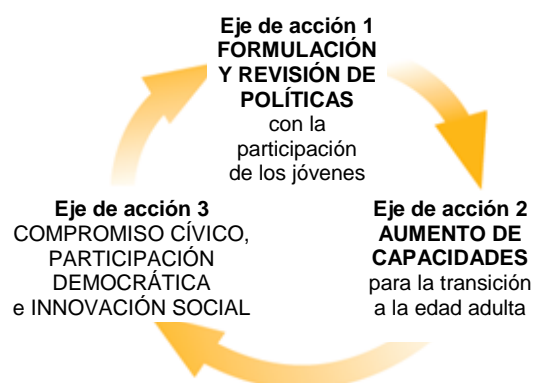 Eje de acción 1
FORMULACIÓN
Y REVISIÓN DE
POLÍTICAS
con la
participación
de los jóvenes
Eje de acción 3
COMPROMISO CÍVICO,
PARTICIPACIÓN
DEMOCRÁTICA
e INNOVACIÓN SOCIAL
Eje de acción 2
AUMENTO DE
CAPACIDADES
para la transición
a la edad adulta